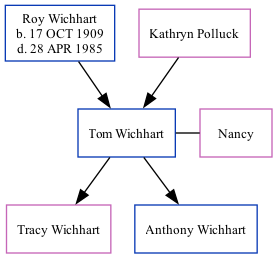 Roy Wichhart
b. 17 OCT 1909
d. 28 APR 1985
Kathryn Polluck
Tom Wichhart
Nancy
Tracy Wichhart
Anthony Wichhart